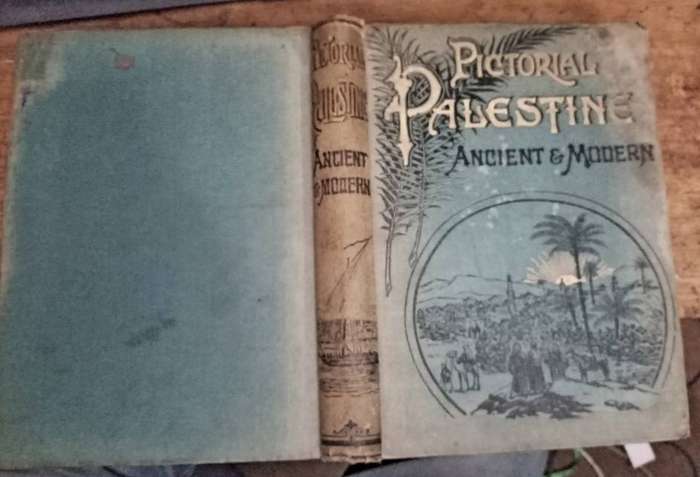 PICTORIAL
PALESTINE
ANCIENT
& MODERN
PICTORIAL
PALESTINE
ANCIENT & MODERN